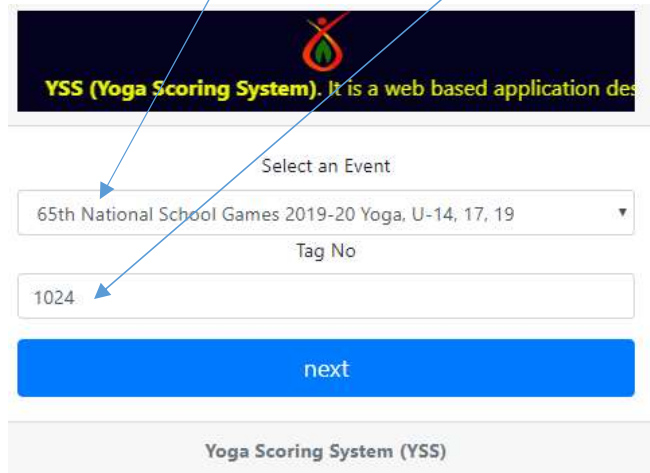 YSS (Yoga Scoring System). It is a web based application des
Select an Event
65th National School Games 2019-20 Yoga, U-14, 17, 19
Tag No
1024
next
Yoga Scoring System (YSS)